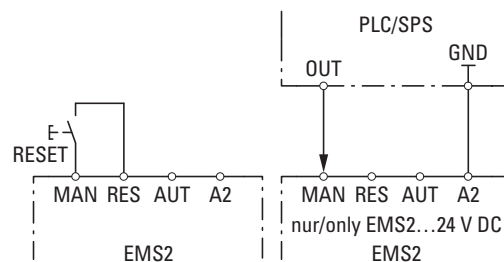 PLC/SPS
OUT
GND
RESET
MAN RES AUT A2
EMS2
MAN RES AUT A2
nur/only EMS2...24 V DC
EMS2